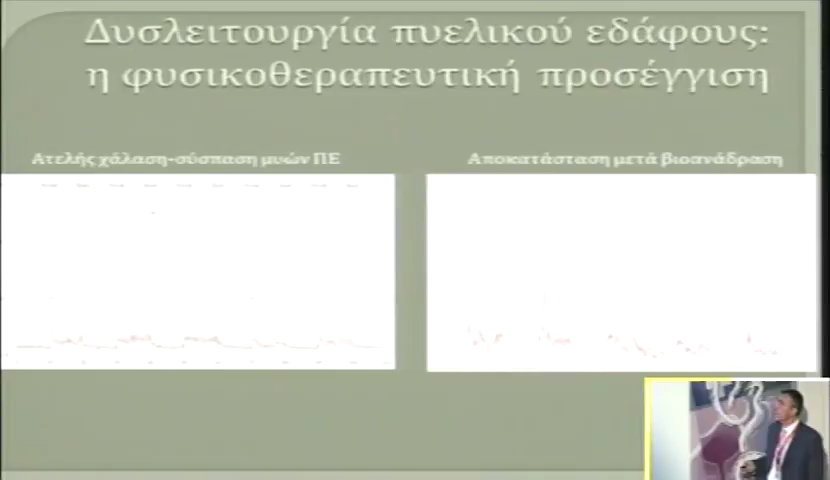 Δυσλειτουργία πυελικού εδάφους:
η φυσικοθεραπευτική προσέγγιση
Ατελής χάλαση-σύσπαση μυών ΠΕ
Αποκατάσταση μετά βιοανάδραση